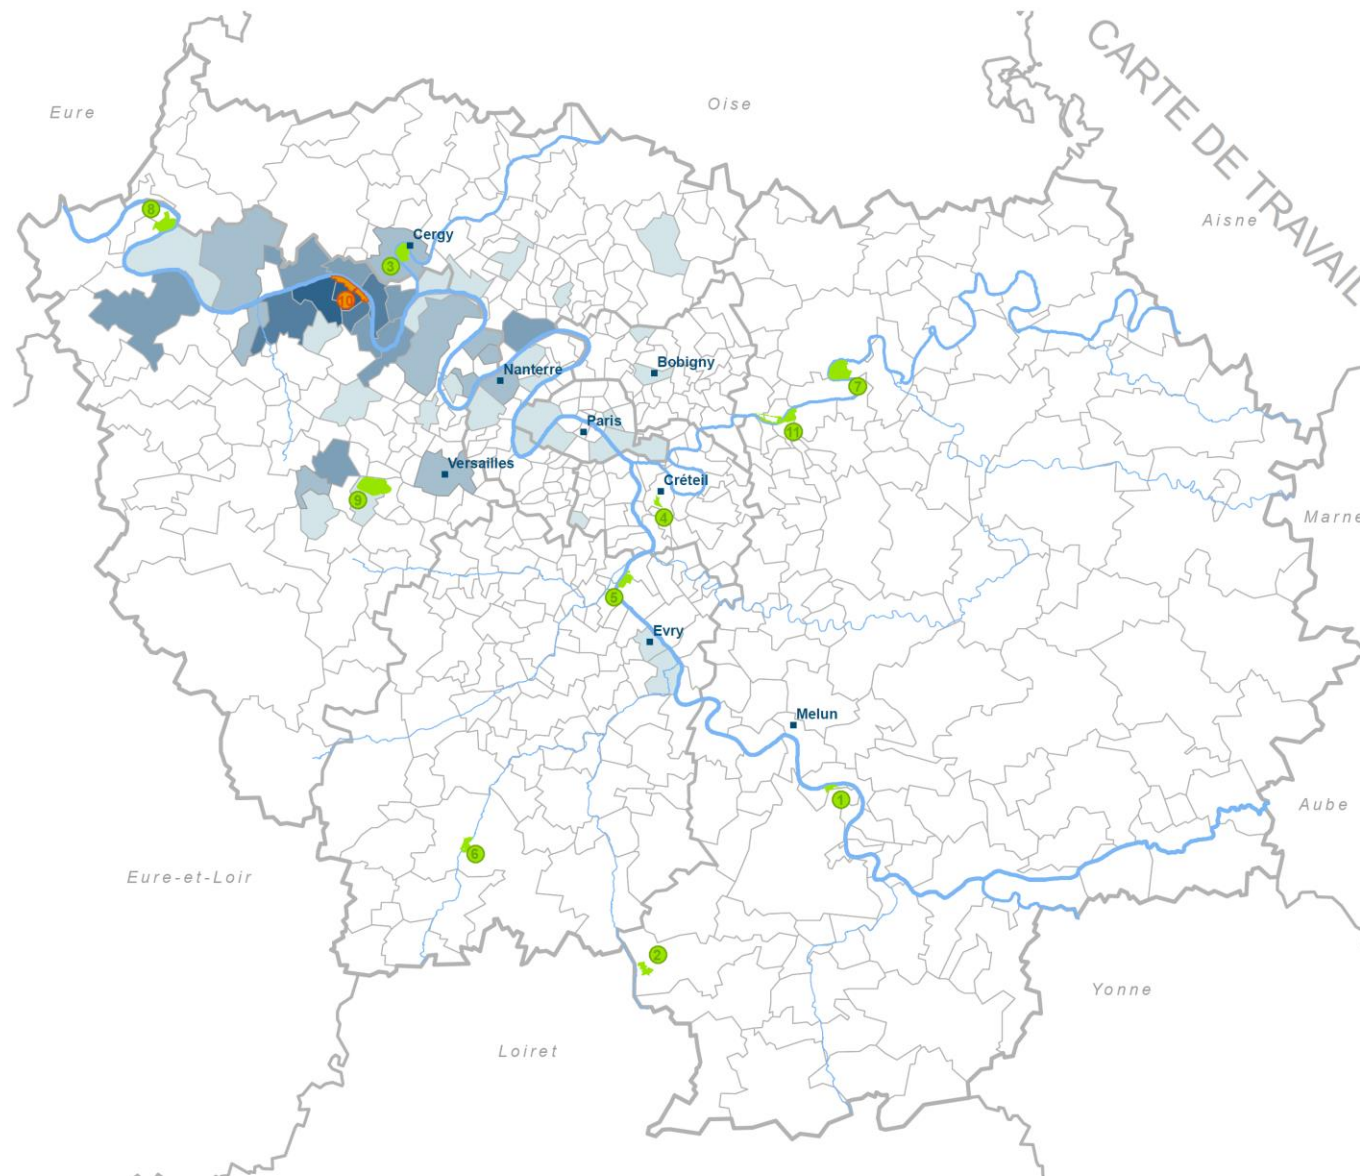 CARTE DE TRAVAIL
Oise
Eure
8
Aisne
Cergy
3
10
Bobigny
Nanterre
7
Paris
11
Versailles
Créteil
9
4
Marne
5
Evry
Melun
1
Aube
6
Eure-et-Loir
2
Yonne
Loiret